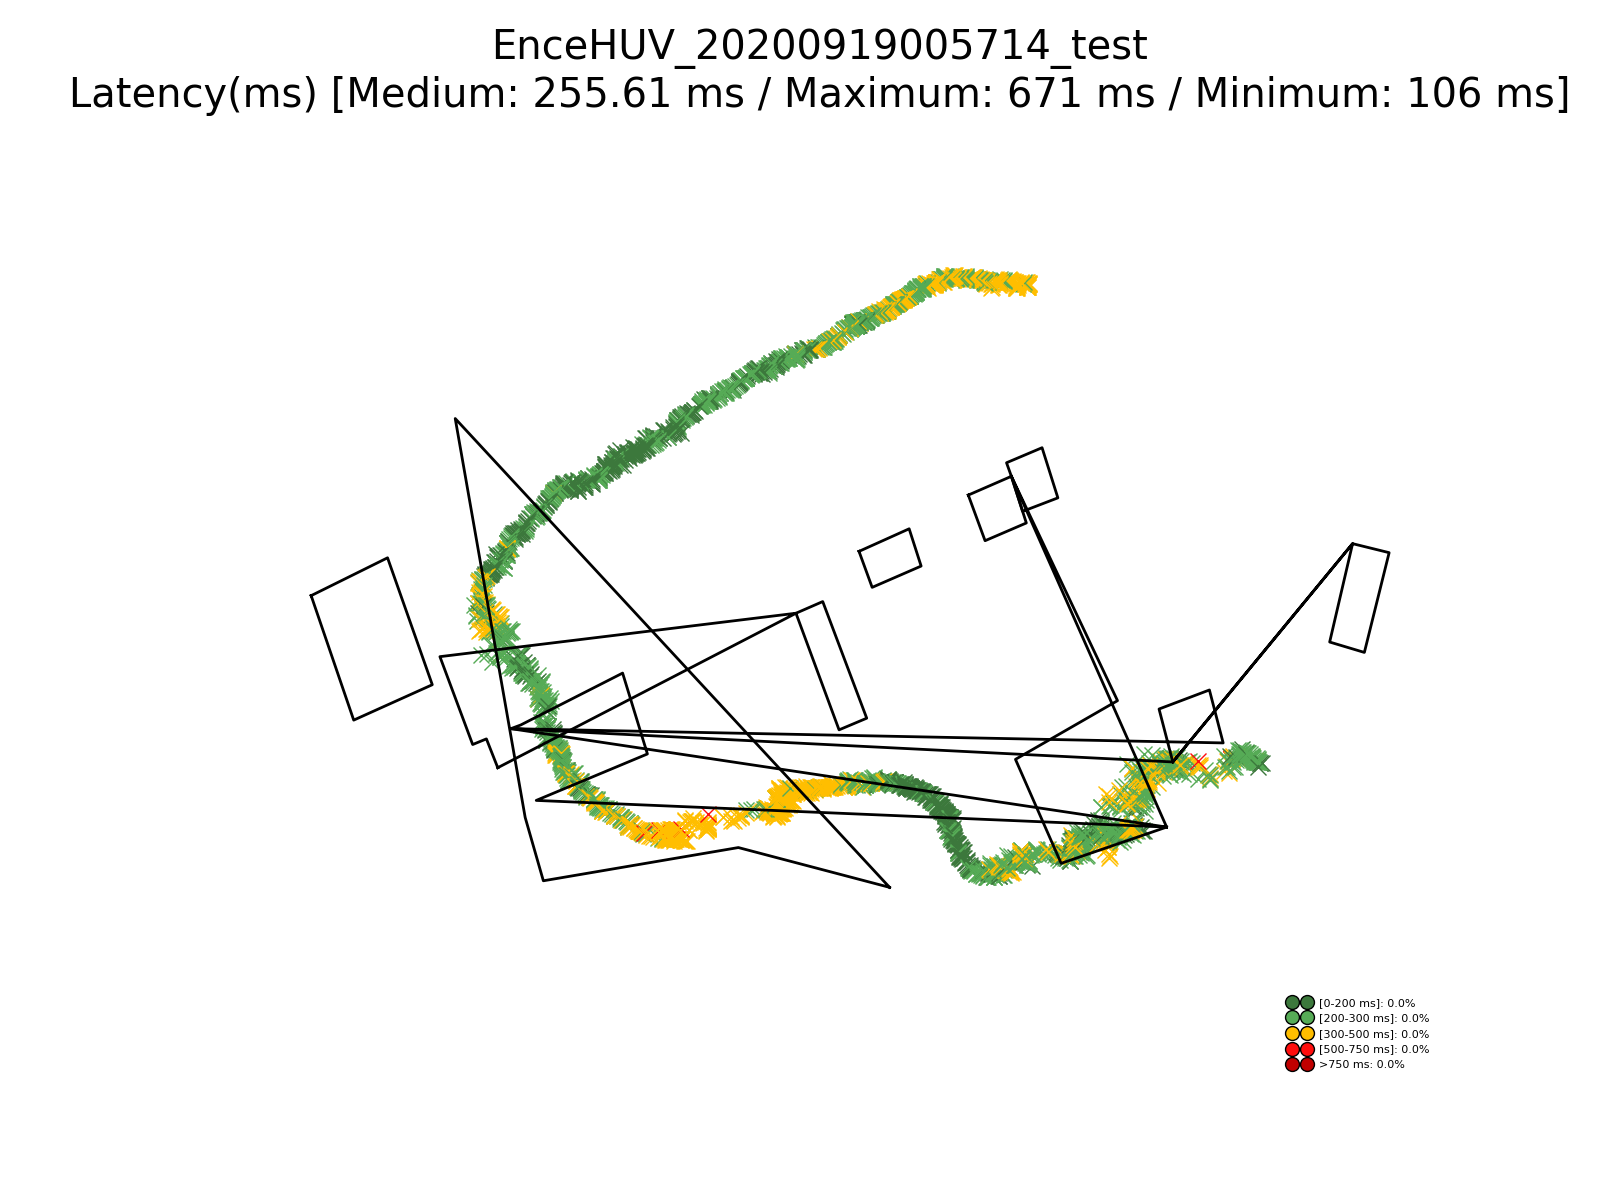 EnceHUV_20200919005714_test
Latency(ms) [Medium: 255.61 ms / Maximum: 671 ms / Minimum: 106 ms]
[0-200 ms]: 0.0%
[200-300 ms]: 0.0%
[300-500 ms]: 0.0%
[500-750 ms]: 0.0%
>750 ms: 0.0%